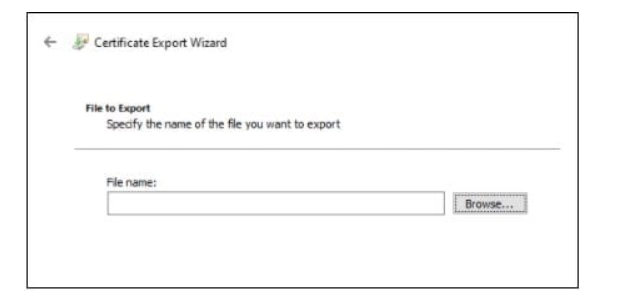 Certificate Export Wizard
File to Export
Specify the name of the file you want to export
File name:
Browse...